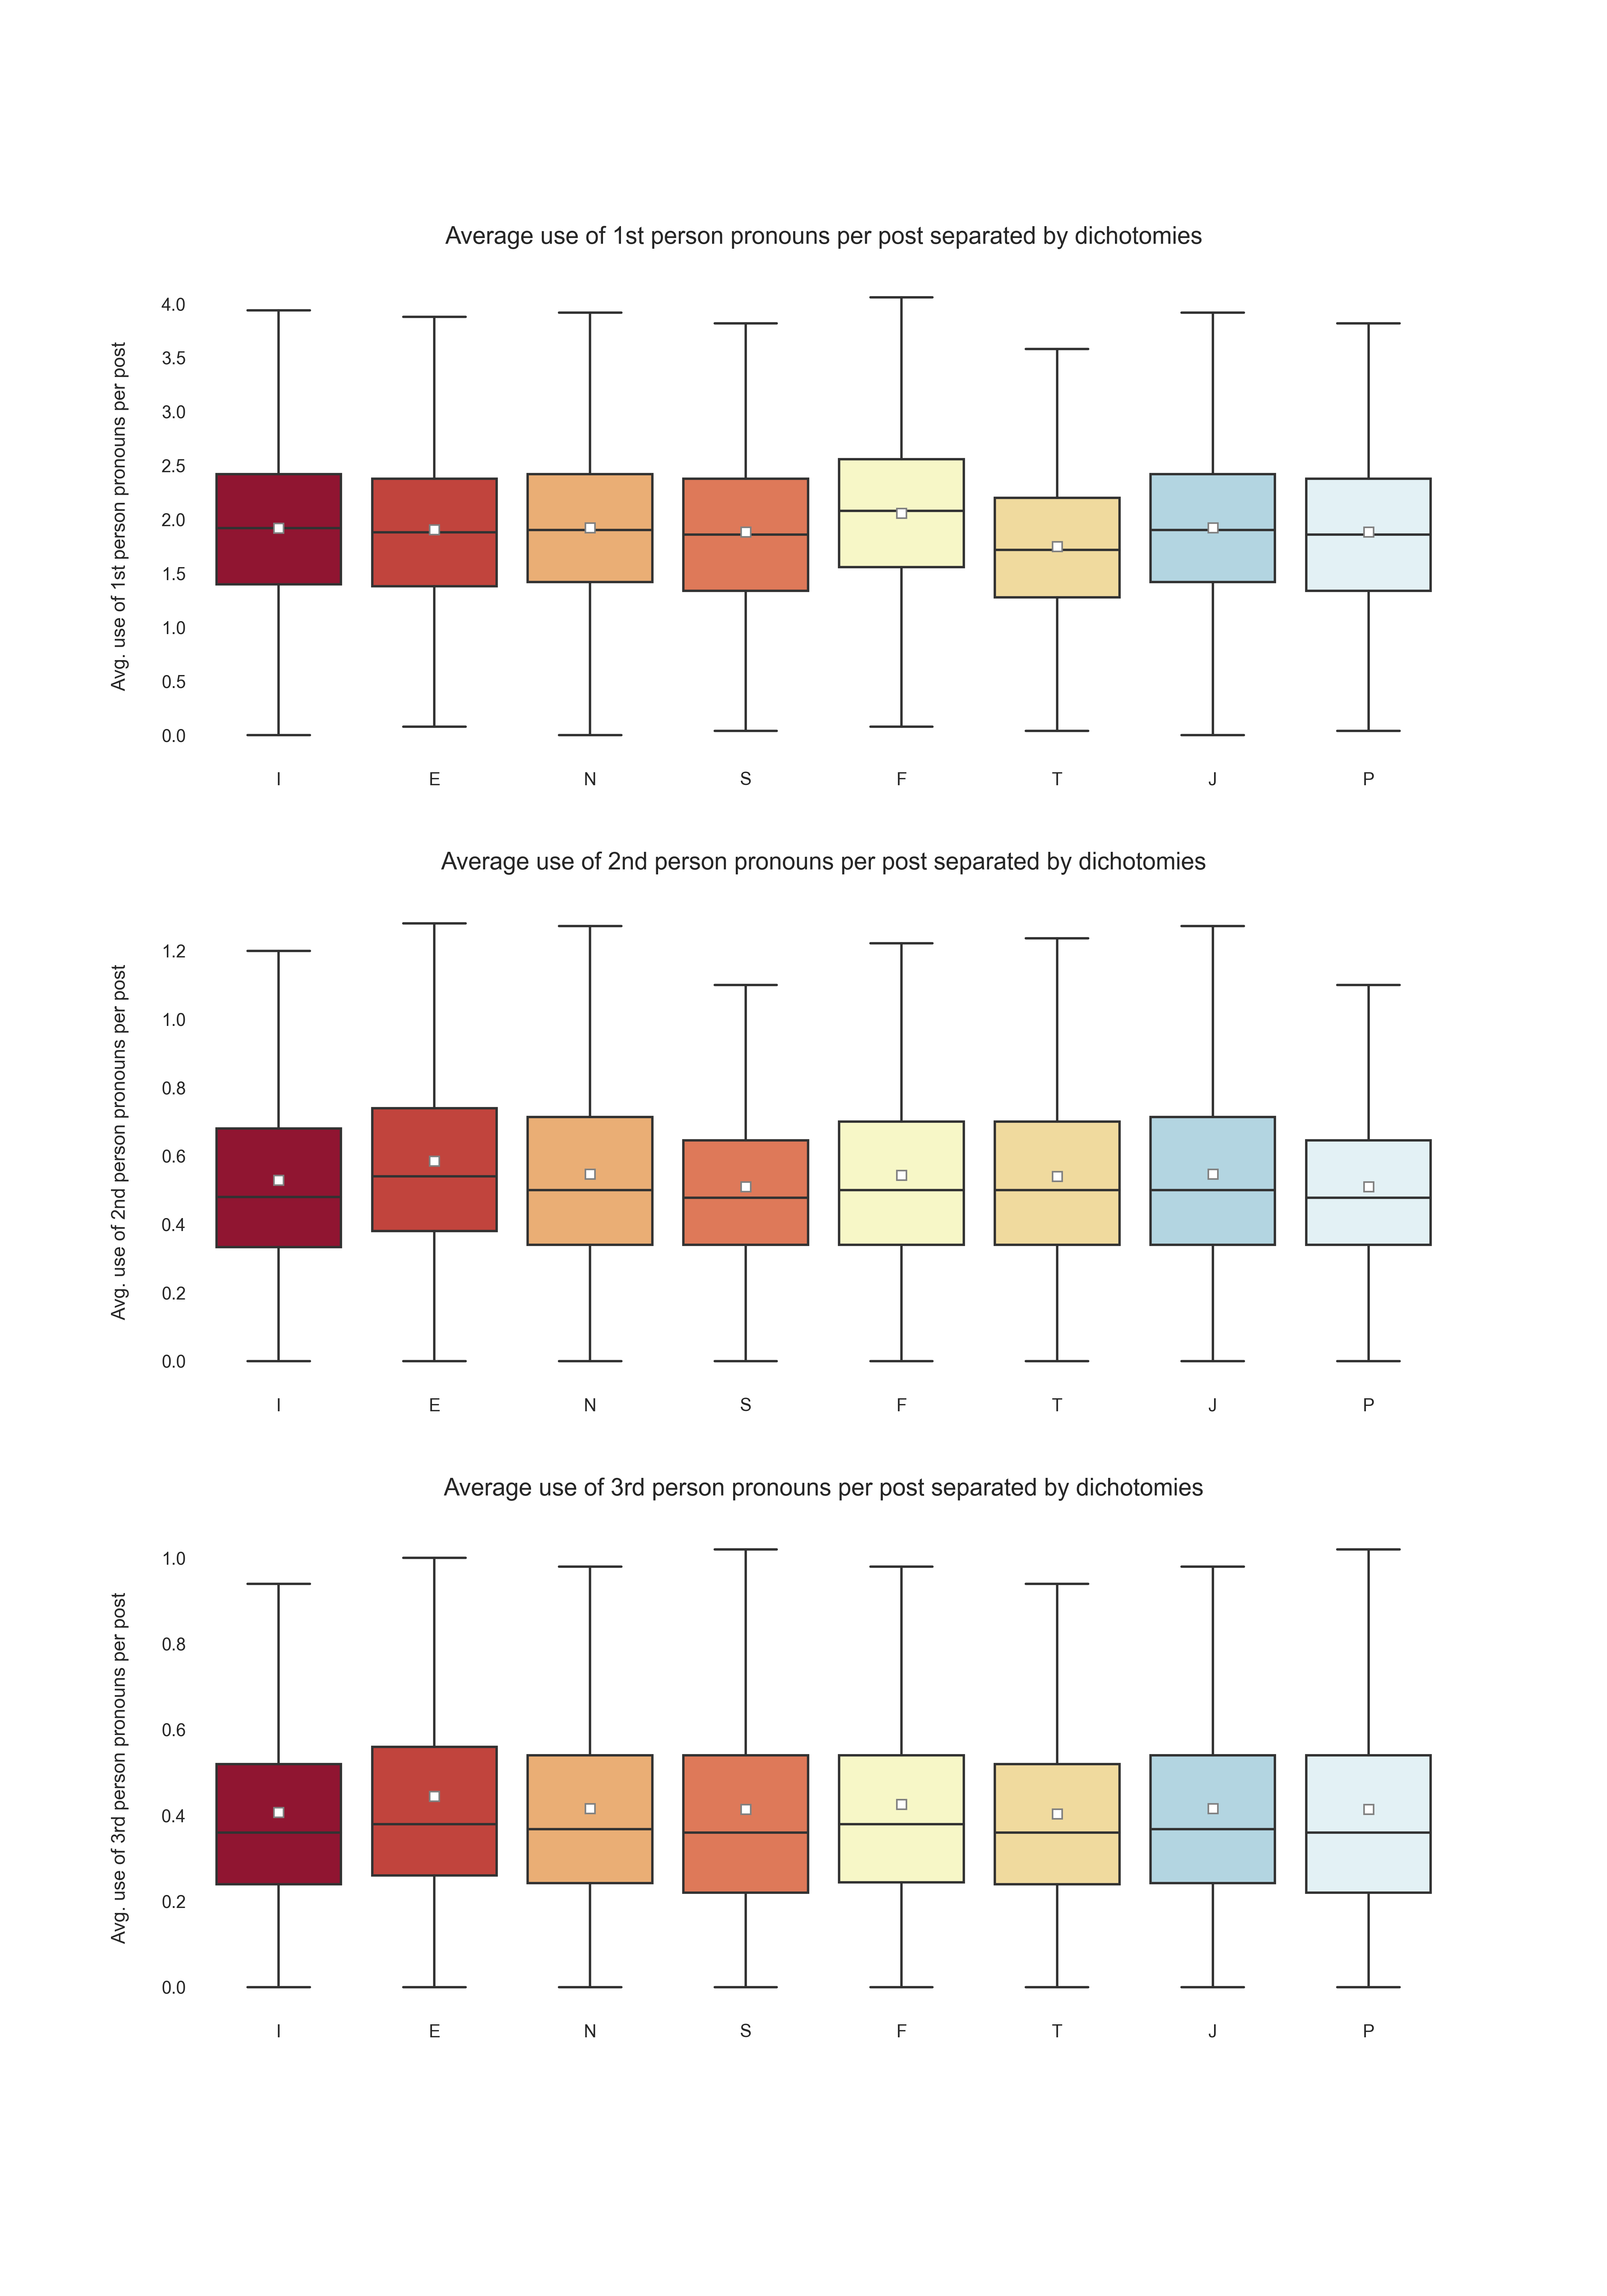 Average use of 1st person pronouns per post separated by dichotomies
Avg. use of 1st person pronouns per post
4.0
3.5
3.0
2.5
2.0
1.5
1.0
0.5
0.0
I E N S F T J P
Average use of 2nd person pronouns per post separated by dichotomies
Avg. use of 2nd person pronouns per post
1.2
1.0
0.8
0.6
0.4
0.2
0.0
I E N S F T J P
Average use of 3rd person pronouns per post separated by dichotomies
Avg. use of 3rd person pronouns per post
1.0
0.8
0.6
0.4
0.2
0.0
I E N S F T J P